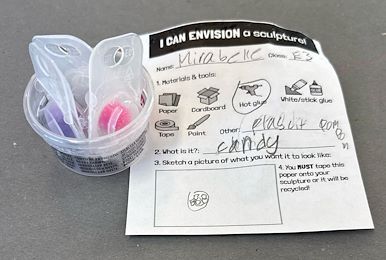 I CAN ENVISION a sculpture!
Name: Mirabelle Class: E3
1. Materials & tools:
Paper Cardboard Hot glue White/stick glue
Tape Paint Other: pom
2. What is it?: candy
3. Sketch a picture of what you want it to look like:
4. You MUST tape this
paper onto your
sculpture or it will be
recycled!